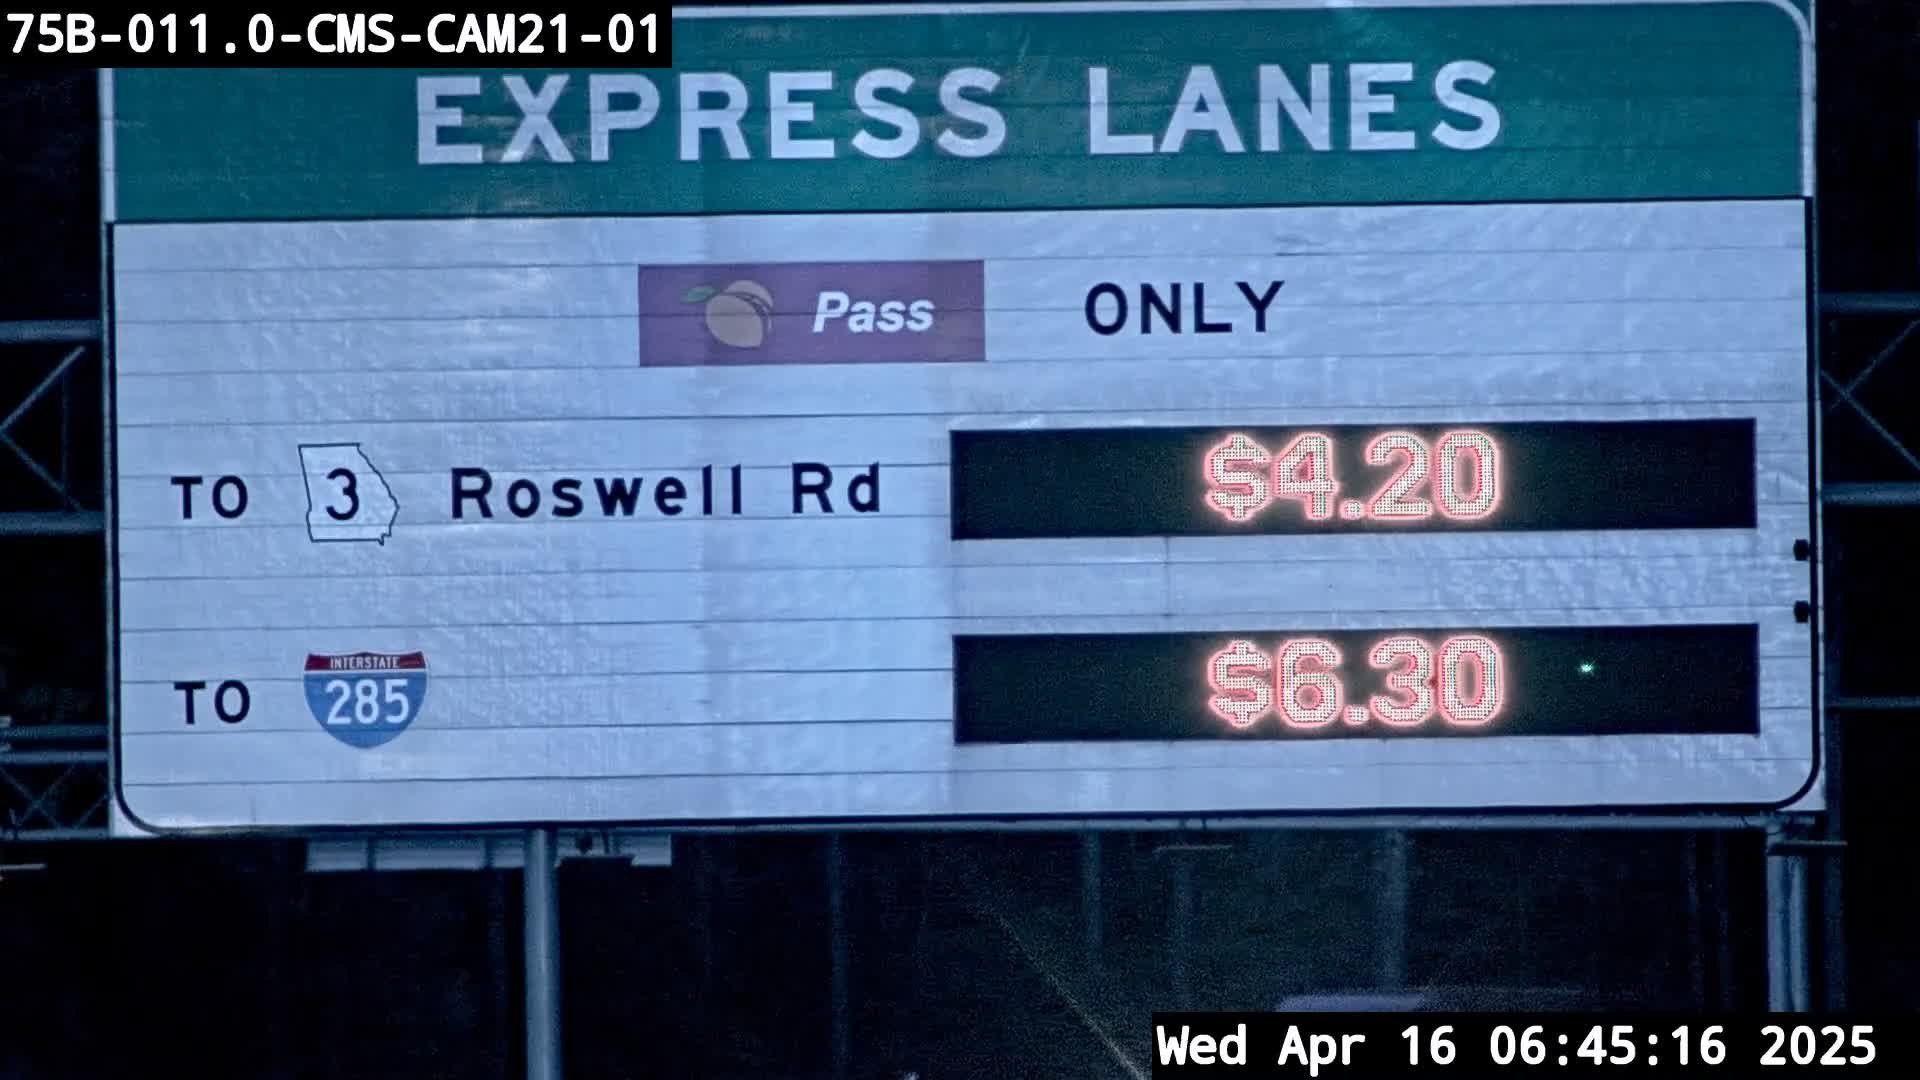 75B-011.0-CMS-CAM21-01
EXPRESS LANES
Pass ONLY
TO 3 Roswell Rd $4.20
TO INTERSTATE 285 $6.30
Wed Apr 16 06:45:16 2025